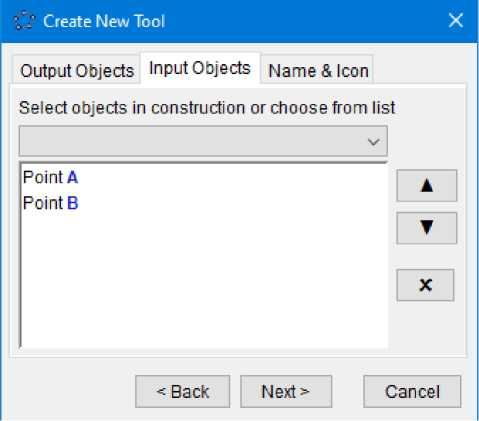 Create New Tool
Output Objects Input Objects Name & Icon
Select objects in construction or choose from list
Point A
Point B
▲
▼
x
< Back Next > Cancel